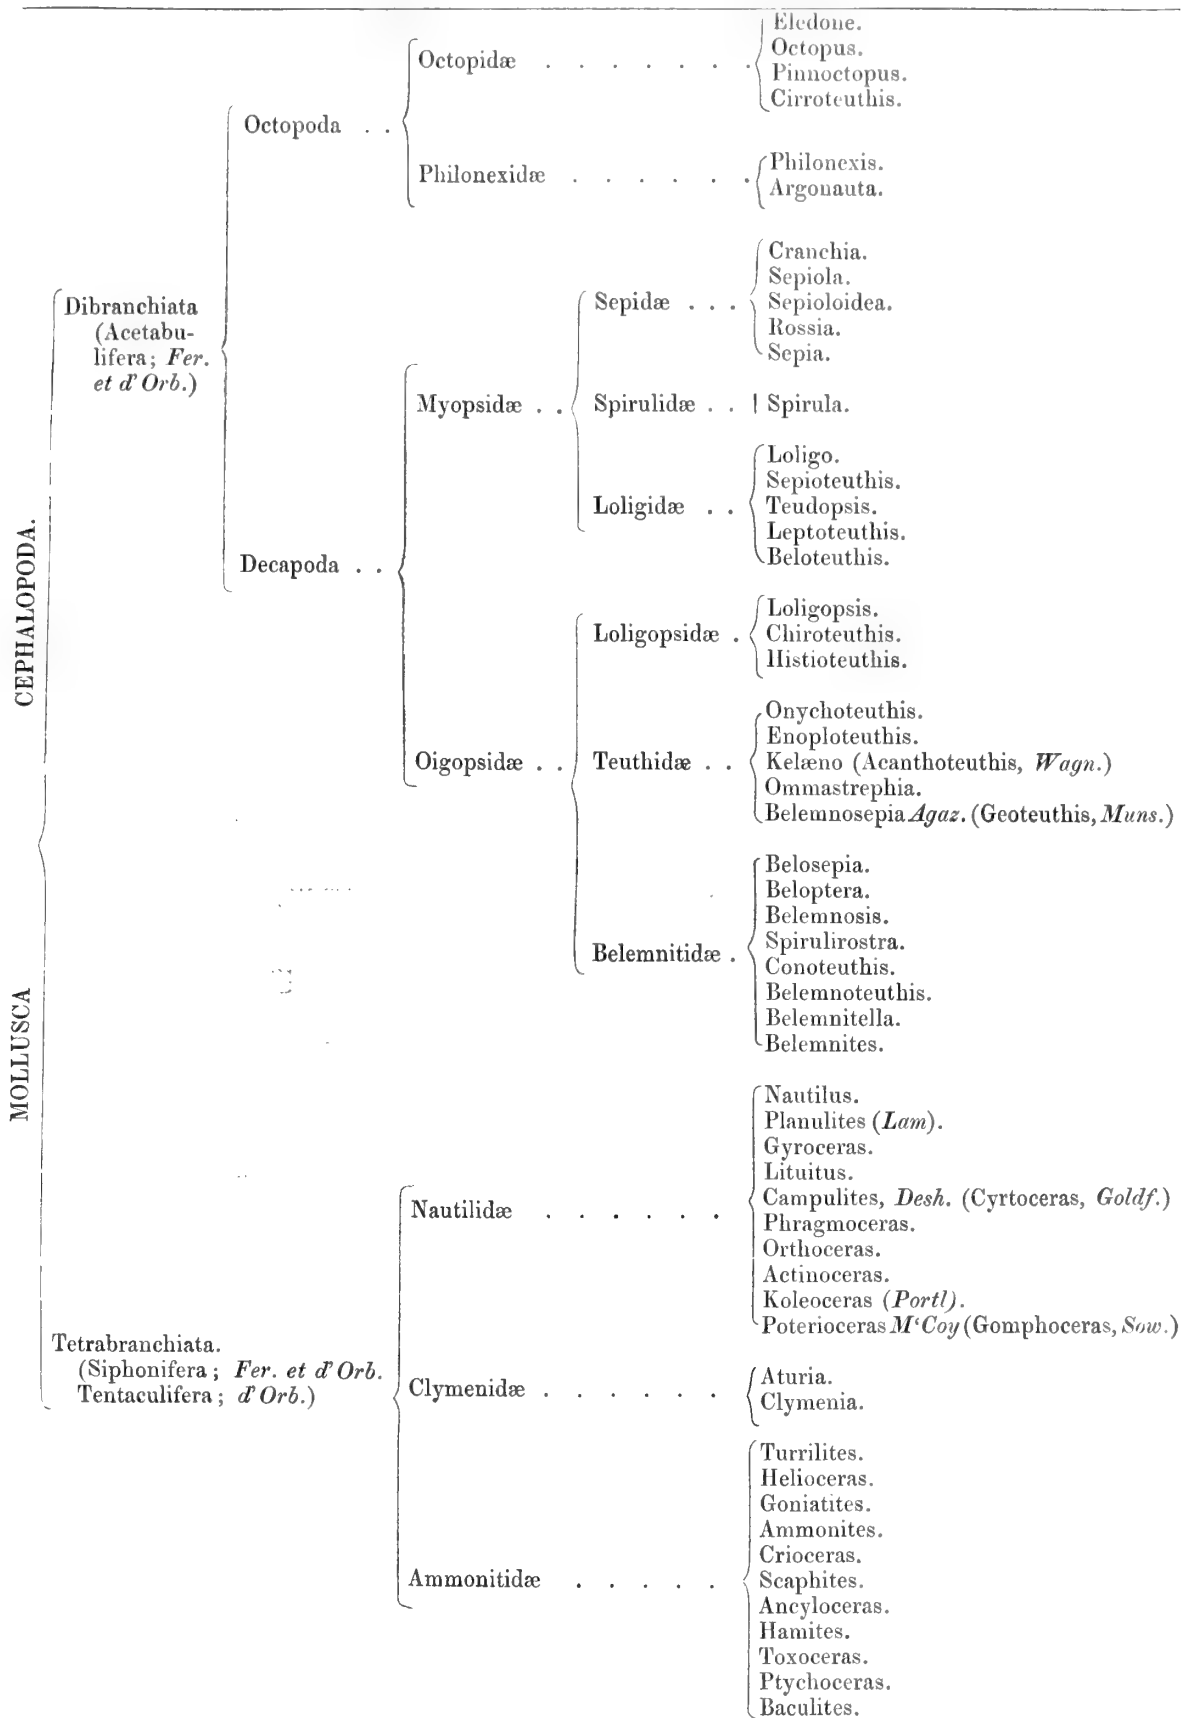 MOLLUSCA CEPHALOPODA.
Dibranchiata
(Acetabu-
lifera; Fer.
et d'Orb.)
Octopoda . .
Octopidæ . . . . . . .
Eledone.
Octopus.
Pinnoctopus.
Cirroteuthis.
Philonexidæ . . . . . .
Philonexis.
Argonauta.
Decapoda . .
Myopsidæ . .
Sepidæ . . .
Cranchia.
Sepiola.
Sepioloidea.
Rossia.
Sepia.
Spirulidæ . .
Spirula.
Loligidæ . .
Loligo.
Sepioteuthis.
Teudopsis.
Leptoteuthis.
Beloteuthis.
Oigopsidæ . .
Loligopsidæ .
Loligopsis.
Chiroteuthis.
Histioteuthis.
Teuthidæ . .
Onychoteuthis.
Enoploteuthis.
Kelæno (Acanthoteuthis, Wagn.)
Ommastrephia.
Belemnosepia Agaz. (Geoteuthis, Muns.)
Belemnitidæ .
Belosepia.
Beloptera.
Belemnosis.
Spirulirostra.
Conoteuthis.
Belemnoteuthis.
Belemnitella.
Belemnites.
Tetrabranchiata.
(Siphonifera; Fer. et d'Orb.
Tentaculifera; d'Orb.)
Nautilidæ . . . . . .
Nautilus.
Planulites (Lam).
Gyroceras.
Lituitus.
Campulites, Desh. (Cyrtoceras, Goldf.)
Phragmoceras.
Orthoceras.
Actinoceras.
Koleoceras (Portl).
Poterioceras M‘Coy (Gomphoceras, Sow.)
Clymenidæ . . . . . .
Aturia.
Clymenia.
Ammonitidæ . . . . .
Turrilites.
Helioceras.
Goniatites.
Ammonites.
Crioceras.
Scaphites.
Ancyloceras.
Hamites.
Toxoceras.
Ptychoceras.
Baculites.